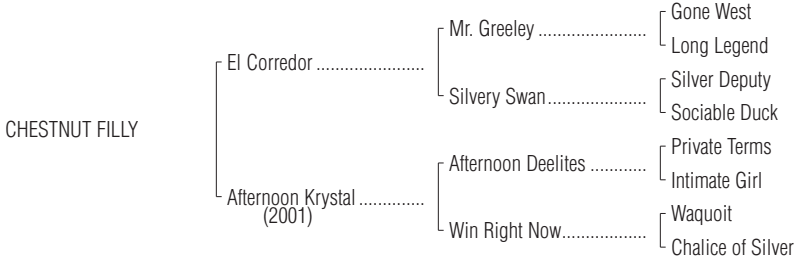 Gone West
Mr. Greeley .......................
Long Legend
El Corredor .......................
Silver Deputy
Silvery Swan.....................
Sociable Duck
CHESTNUT FILLY
Private Terms
Afternoon Deelites ............
Intimate Girl
Afternoon Krystal ..............
(2001)
Waquoit
Win Right Now..................
Chalice of Silver